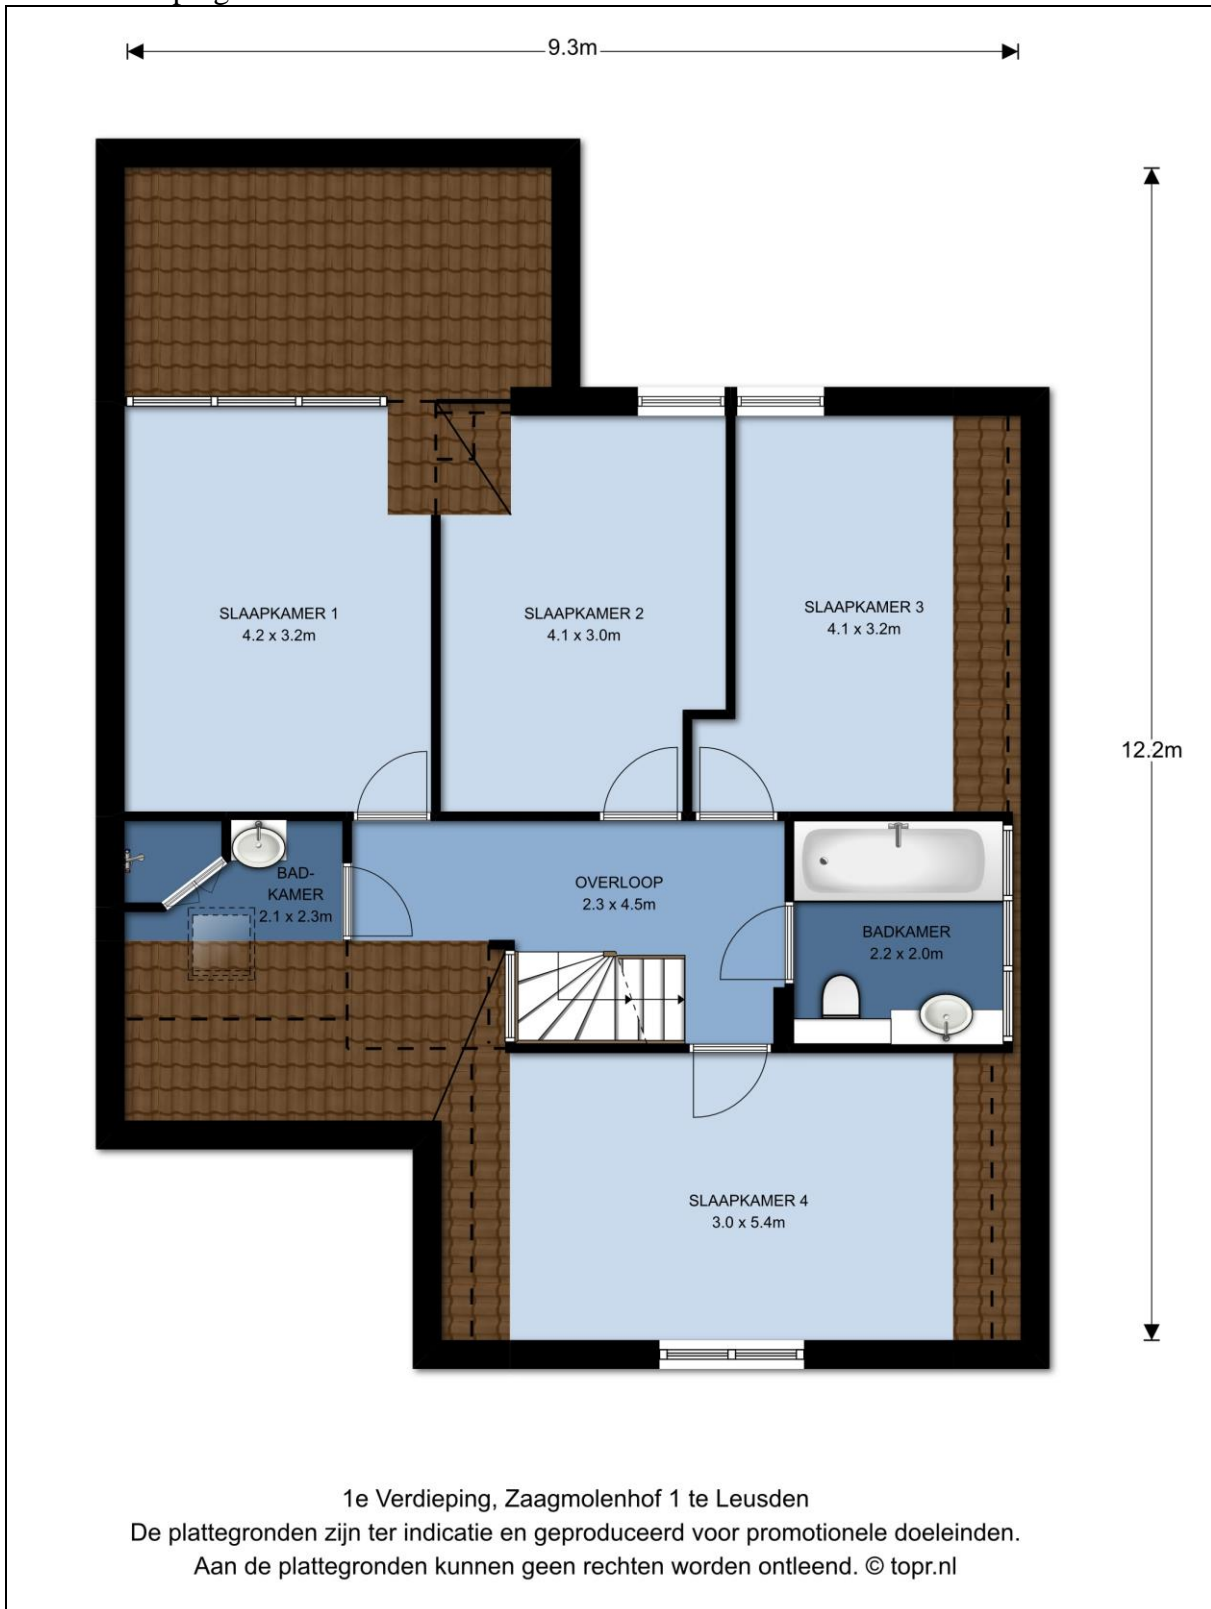 9.3m
SLAAPKAMER 1
4.2 x 3.2m
SLAAPKAMER 2
4.1 x 3.0m
SLAAPKAMER 3
4.1 x 3.2m
12.2m
BAD-
KAMER
2.1 x 2.3m
OVERLOOP
2.3 x 4.5m
BADKAMER
2.2 x 2.0m
SLAAPKAMER 4
3.0 x 5.4m
1e Verdieping, Zaagmolenhof 1 te Leusden
De plattegronden zijn ter indicatie en geproduceerd voor promotionele doeleinden.
Aan de plattegronden kunnen geen rechten worden ontleend. © topr.nl